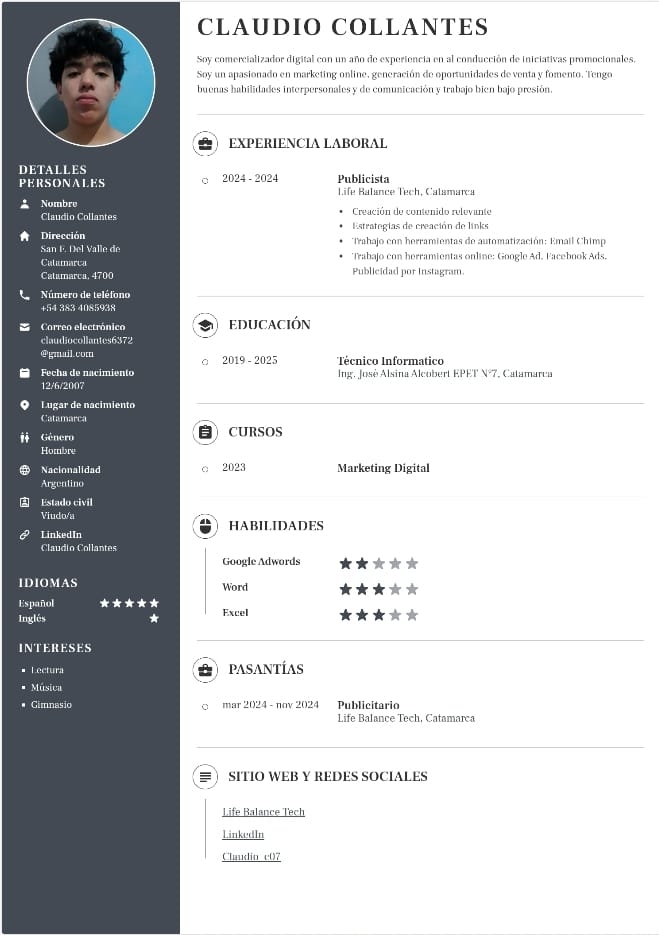 CLAUDIO COLLANTES
Soy comercializador digital con un año de experiencia en al conducción de iniciativas promocionales.
Soy un apasionado en marketing online, generación de oportunidades de venta y fomento. Tengo
buenas habilidades interpersonales y de comunicación y trabajo bien bajo presión.
DETALLES
PERSONALES
Nombre
Claudio Collantes
Dirección
San F. Del Valle de
Catamarca
Catamarca, 4700
Número de teléfono
+54 383 4085938
Correo electrónico
claudiocollantes6372
@gmail.com
Fecha de nacimiento
12/6/2007
Lugar de nacimiento
Catamarca
Género
Hombre
Nacionalidad
Argentino
Estado civil
Viudo/a
LinkedIn
Claudio Collantes
IDIOMAS
Español
Inglés
INTERESES
Lectura
Música
Gimnasio
EXPERIENCIA LABORAL
2024 - 2024
Publicista
Life Balance Tech, Catamarca
• Creación de contenido relevante
• Estrategias de creación de links
• Trabajo con herramientas de automatización: Email Chimp
• Trabajo con herramientas online: Google Ad, Facebook Ads,
Publicidad por Instagram.
EDUCACIÓN
2019 - 2025
Técnico Informatico
Ing. José Alsina Alcobert EPET N°7, Catamarca
CURSOS
2023
Marketing Digital
HABILIDADES
Google Adwords
Word
Excel
PASANTÍAS
mar 2024 - nov 2024
Publicitario
Life Balance Tech, Catamarca
SITIO WEB Y REDES SOCIALES
Life Balance Tech
LinkedIn
Claudio_c07